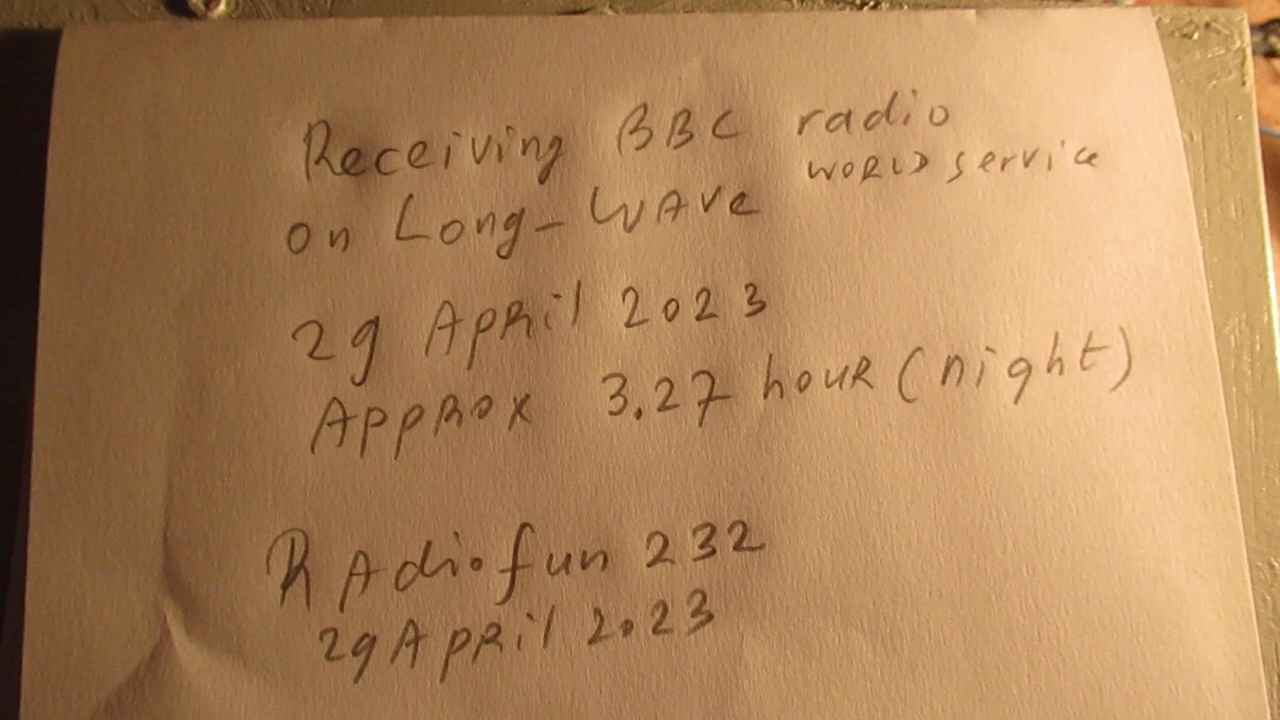 Receiving BBC radio
WORLD service
on Long-WAVe
29 April 2023
Approx 3.27 hour (night)
RAdiofun 232
29 April 2023